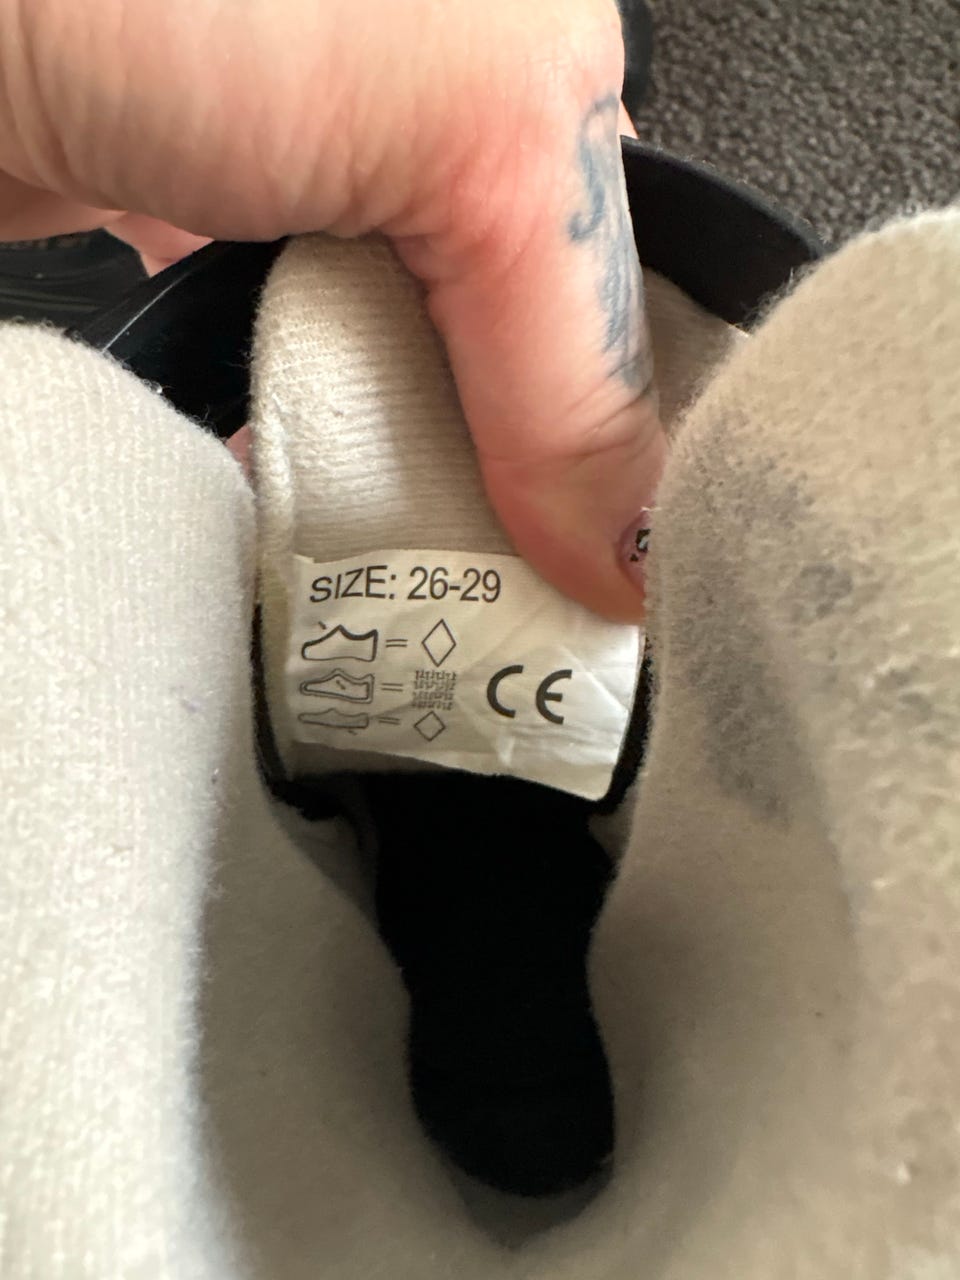 SIZE: 26-29
= 
= CE
=